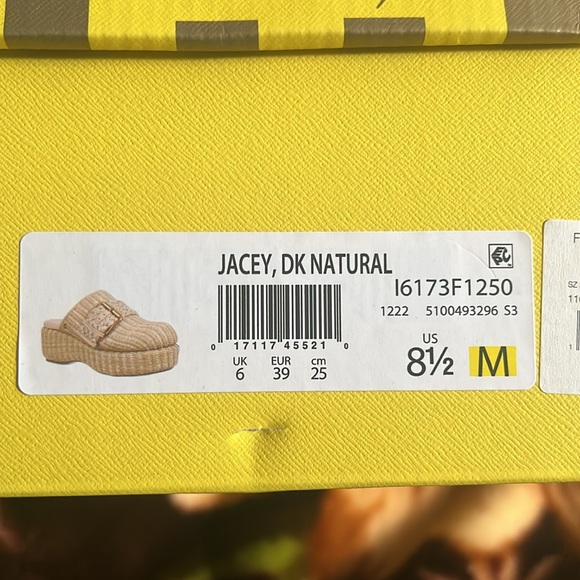 JACEY, DK NATURAL
I6173F1250
1222 5100493296 S3
0 17117 45521 0
UK EUR cm
6 39 25
US
8½ M
F
SZ